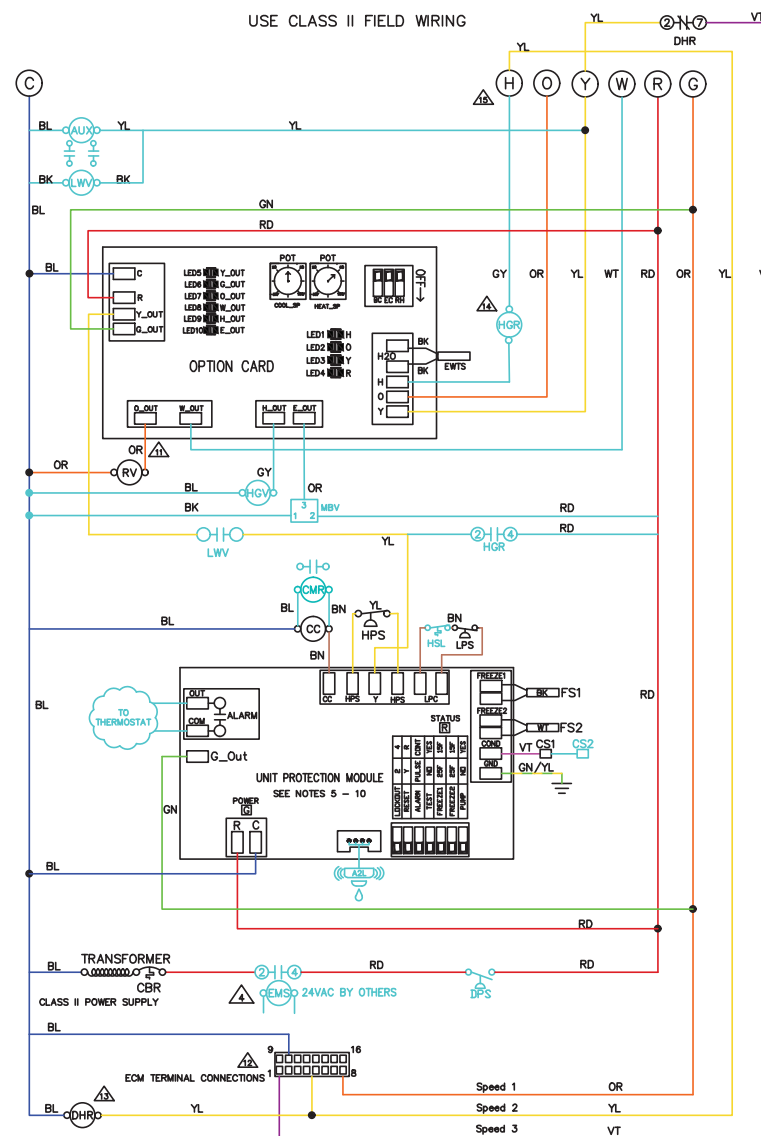 USE CLASS II FIELD WIRING
YL 2 7 VT
DHR
YL
C H O Y W R G
15
BL AUX YL YL
BK LWV BK
BL GN
RD
BL GY OR YL WT RD OR YL
C
R
Y_OUT
G_OUT
LED5 Y_OUT
LED6 G_OUT
LED7 O_OUT
LED8 W_OUT
LED9 H_OUT
LED10 E_OUT
POT POT
COOL_SP HEAT_SP
BC EC RH
OFF→
14
HGR
LED1 H
LED2 O
LED3 Y
LED4 R
OPTION CARD
H2O
BK
BK
EWTS
H
O
Y
O_OUT W_OUT H_OUT E_OUT
OR 11
OR RV GY
BL HGV OR
BK 3 MBV RD
1 2
LWV YL 2 4 RD
HGR
CMR
BL BN YL BN
BL CC HPS HSL LPS
BN
CC HPS Y HPS LPC
FREEZE1
BK FS1
FREEZE2
WT FS2
COND VT CS1 CS2
GND GN/YL
RD
BL
TO
THERMOSTAT
OUT
ALARM
COM
G_Out
STATUS
R
UNIT PROTECTION MODULE
SEE NOTES 5 - 10
LOCKOUT 2 4
RESET Y R
ALARM PULSE CONT
TEST NO YES
FREEZE1 25F 15F
FREEZE2 25F 15F
PUMP NO YES
GN
POWER
G
R C
A2L
BL
RD
TRANSFORMER
BL CBR RD 2 4 RD RD
CLASS II POWER SUPPLY
4 EMS 24VAC BY OTHERS DPS
BL
12 9 16
ECM TERMINAL CONNECTIONS 1 8
13 Speed 1 OR
BL DHR YL Speed 2 YL
Speed 3 VT